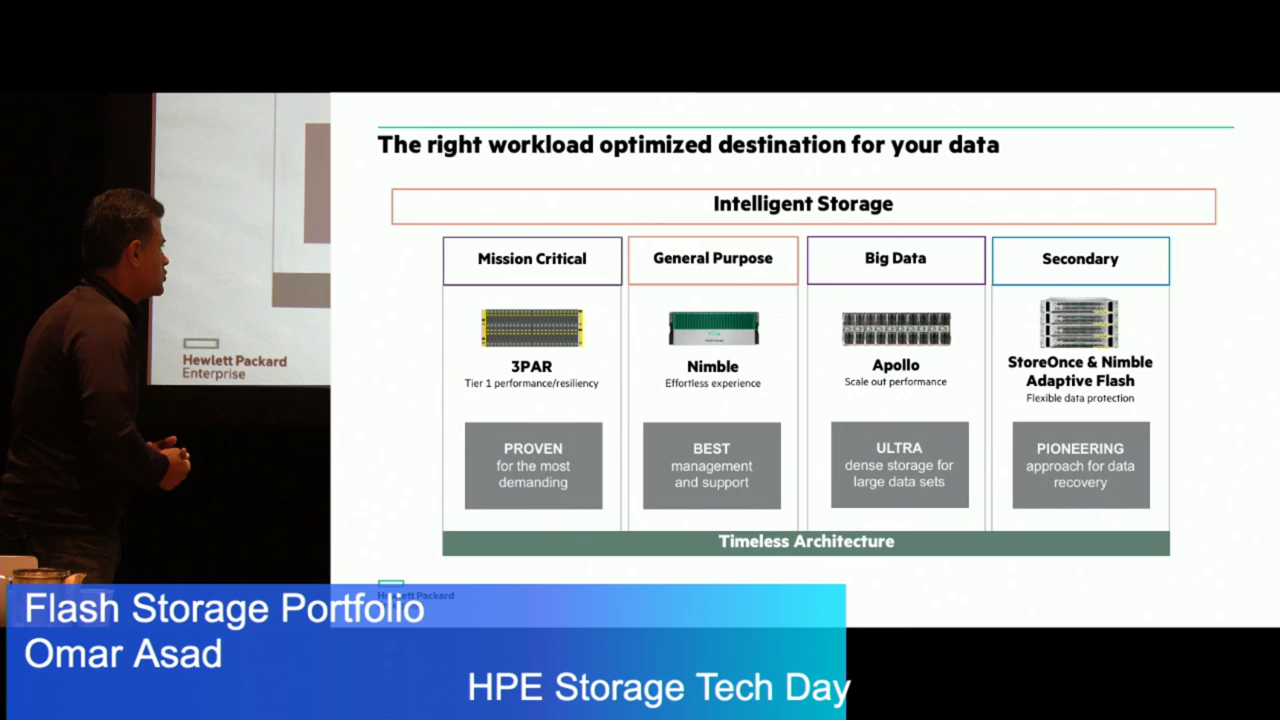 The right workload optimized destination for your data
Intelligent Storage
Mission Critical
General Purpose
Big Data
Secondary
3PAR
Tier 1 performance/resiliency
Nimble
Effortless experience
Apollo
Scale out performance
StoreOnce & Nimble
Adaptive Flash
Flexible data protection
PROVEN
for the most
demanding
BEST
management
and support
ULTRA
dense storage for
large data sets
PIONEERING
approach for data
recovery
Timeless Architecture
Hewlett Packard
Enterprise
Hewlett Packard
Flash Storage Portfolio
Omar Asad
HPE Storage Tech Day